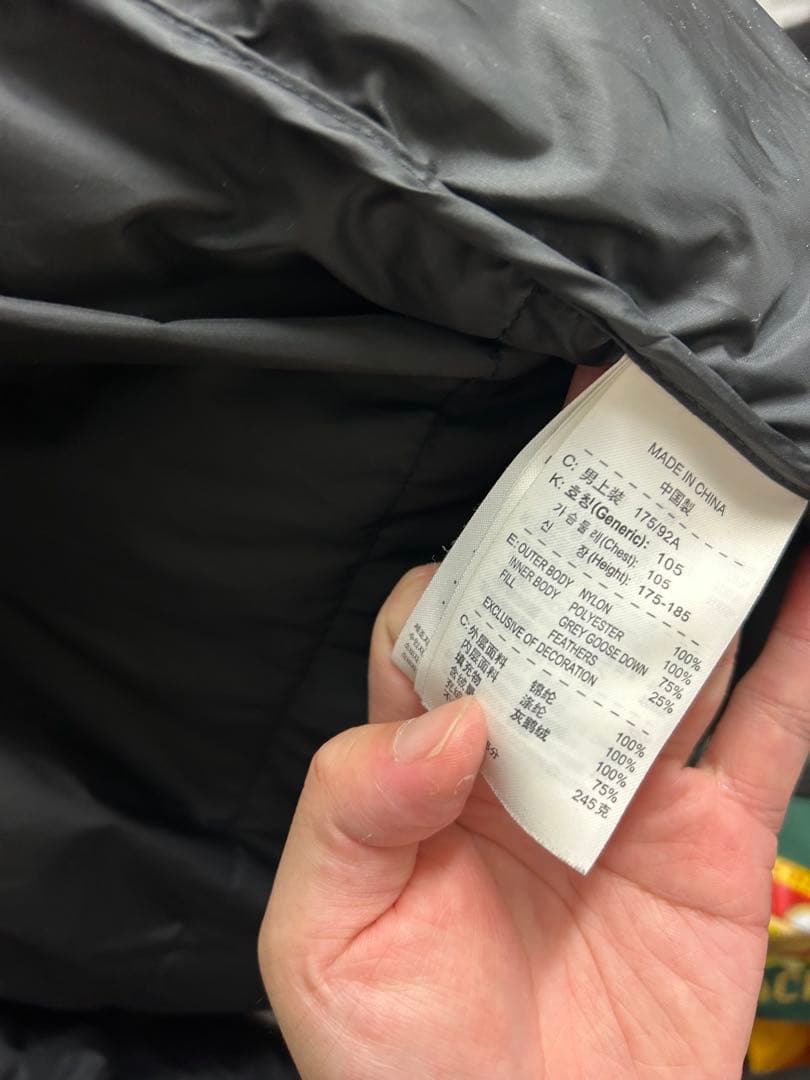 MADE IN CHINA
中国製
C: 男上装 175/92A
K: 호칭(Generic): 105
가슴둘레(Chest): 105
신 장(Height): 175-185
E: OUTER BODY NYLON 100%
INNER BODY POLYESTER 100%
FILL GREY GOOSE DOWN 75%
FEATHERS 25%
EXCLUSIVE OF DECORATION
C: 外层面料 锦纶 100%
内层面料 涤纶 100%
填充物 灰鹅绒 100%
含绒量 75%
245克